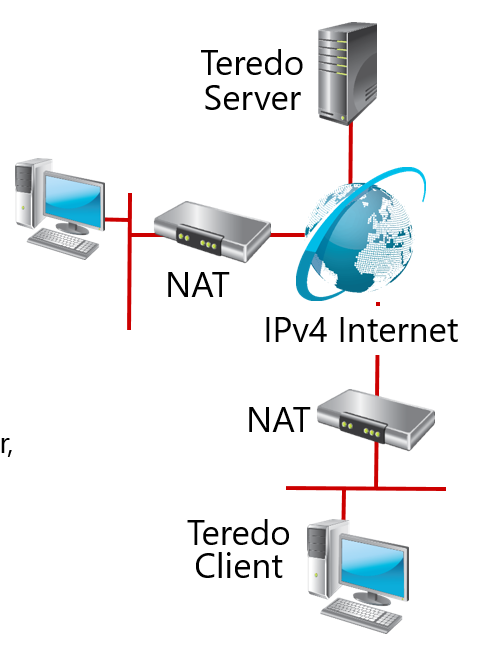 Teredo
Server
NAT
IPv4 Internet
NAT
r,
Teredo
Client